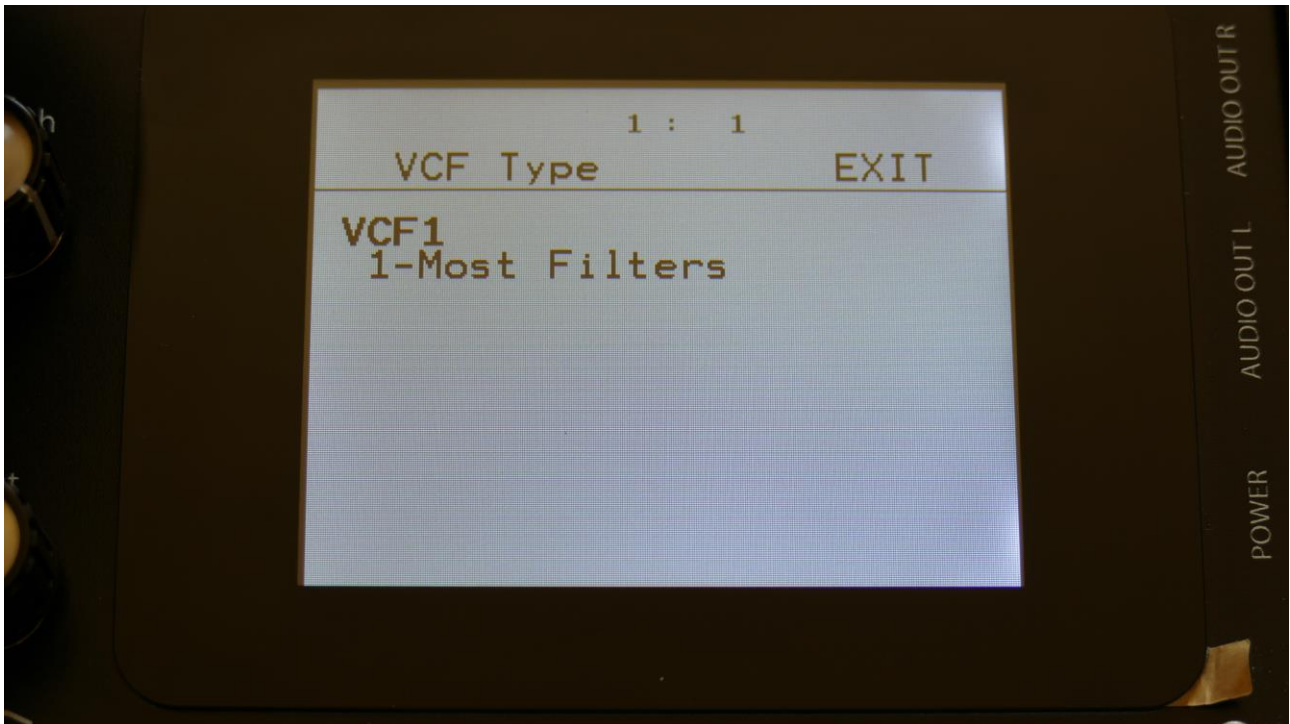 1 : 1
VCF Type EXIT
VCF1
1-Most Filters
AUDIO OUT R
AUDIO OUT L
POWER